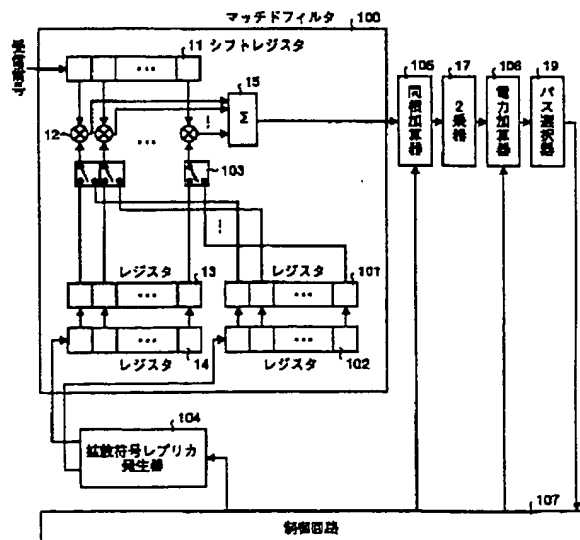 マッチドフィルタ 100
11 シフトレジスタ
15
Σ
12
103
105
同相加算器
17
2乗器
106
電力加算器
19
パス選択器
レジスタ 13
レジスタ 101
レジスタ 14
レジスタ 102
104
拡散符号レプリカ
発生器
107
制御回路